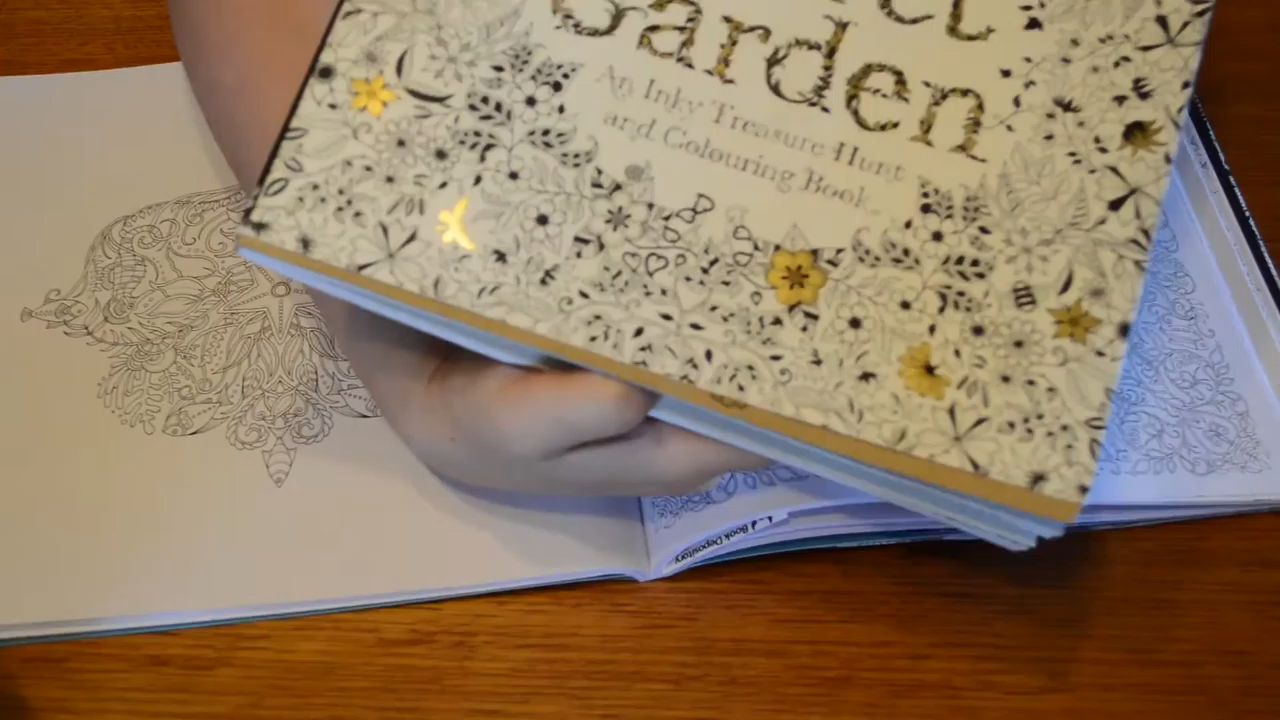 Garden
An Inky Treasure Hunt
and Colouring Book
Book Depository